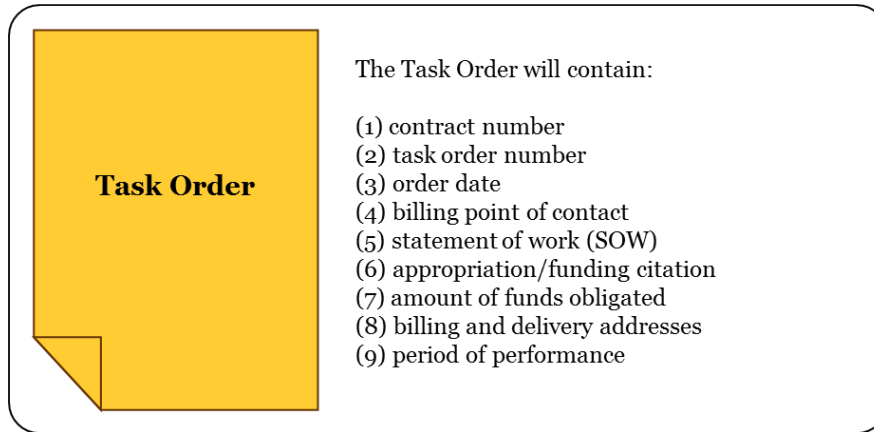 Task Order
The Task Order will contain:
(1) contract number
(2) task order number
(3) order date
(4) billing point of contact
(5) statement of work (SOW)
(6) appropriation/funding citation
(7) amount of funds obligated
(8) billing and delivery addresses
(9) period of performance